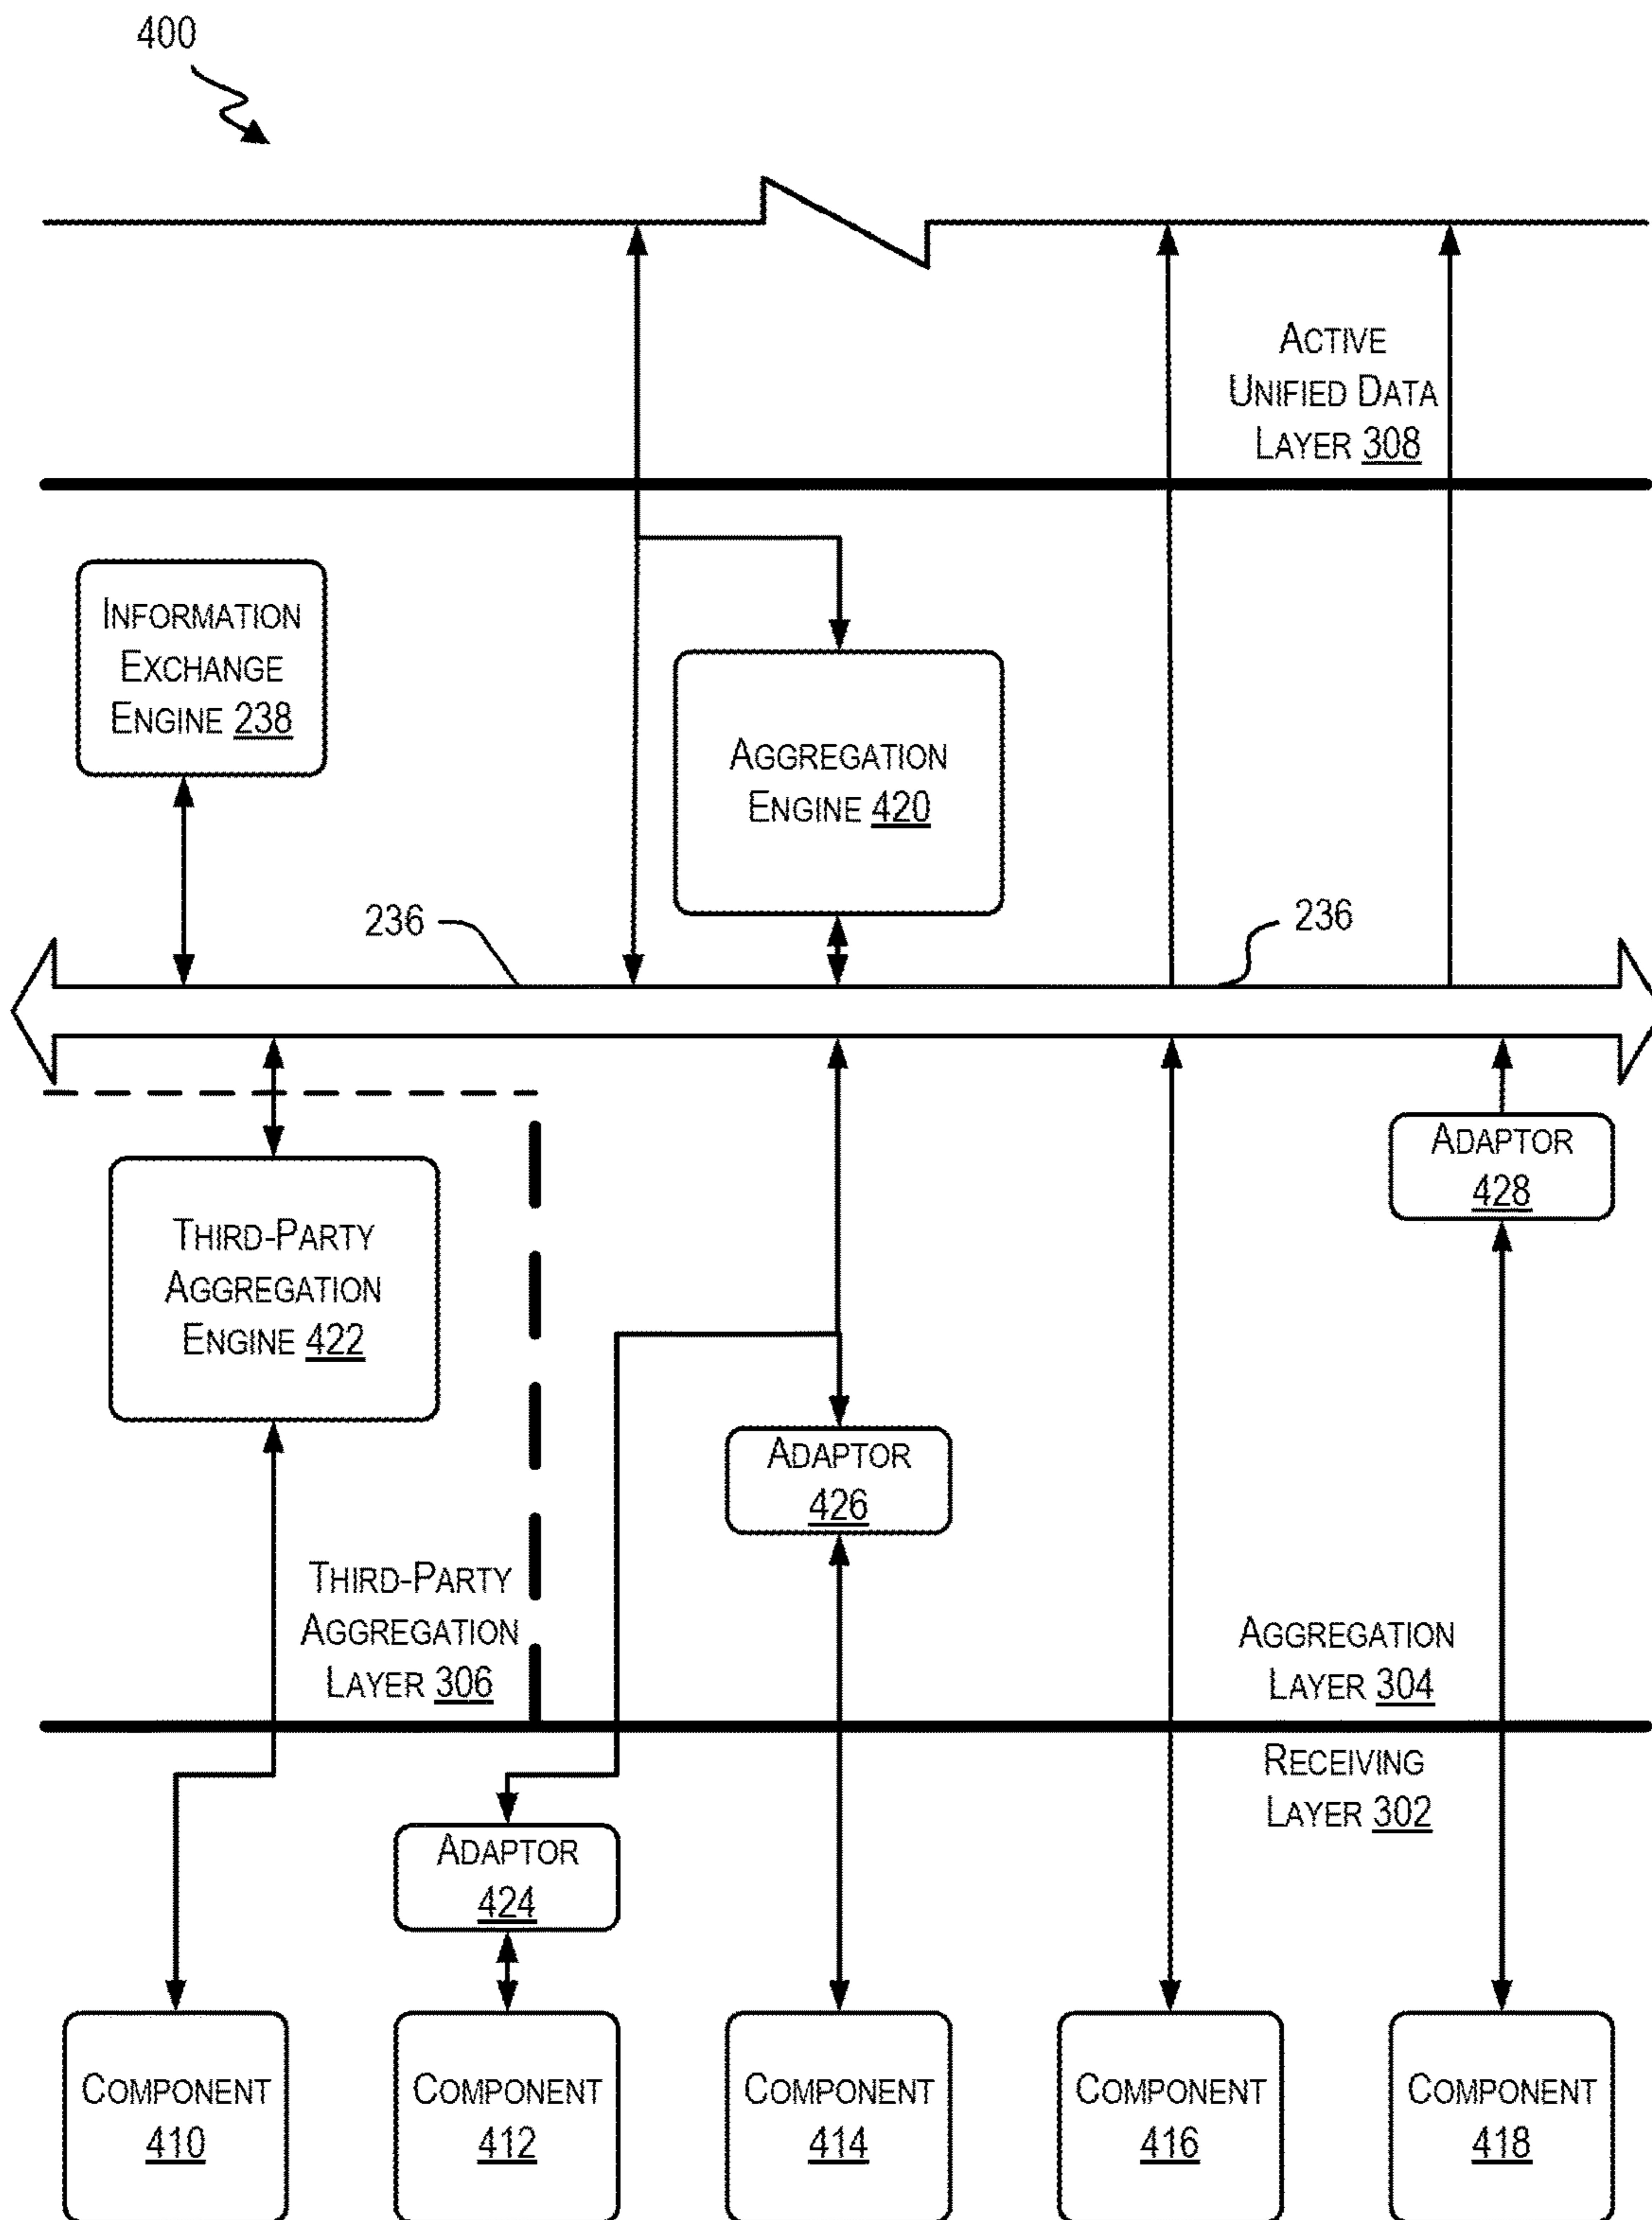 400
ACTIVE
UNIFIED DATA
LAYER 308
INFORMATION
EXCHANGE
ENGINE 238
AGGREGATION
ENGINE 420
236
236
ADAPTOR
428
THIRD-PARTY
AGGREGATION
ENGINE 422
ADAPTOR
426
THIRD-PARTY
AGGREGATION
LAYER 306
AGGREGATION
LAYER 304
RECEIVING
LAYER 302
ADAPTOR
424
COMPONENT
410
COMPONENT
412
COMPONENT
414
COMPONENT
416
COMPONENT
418